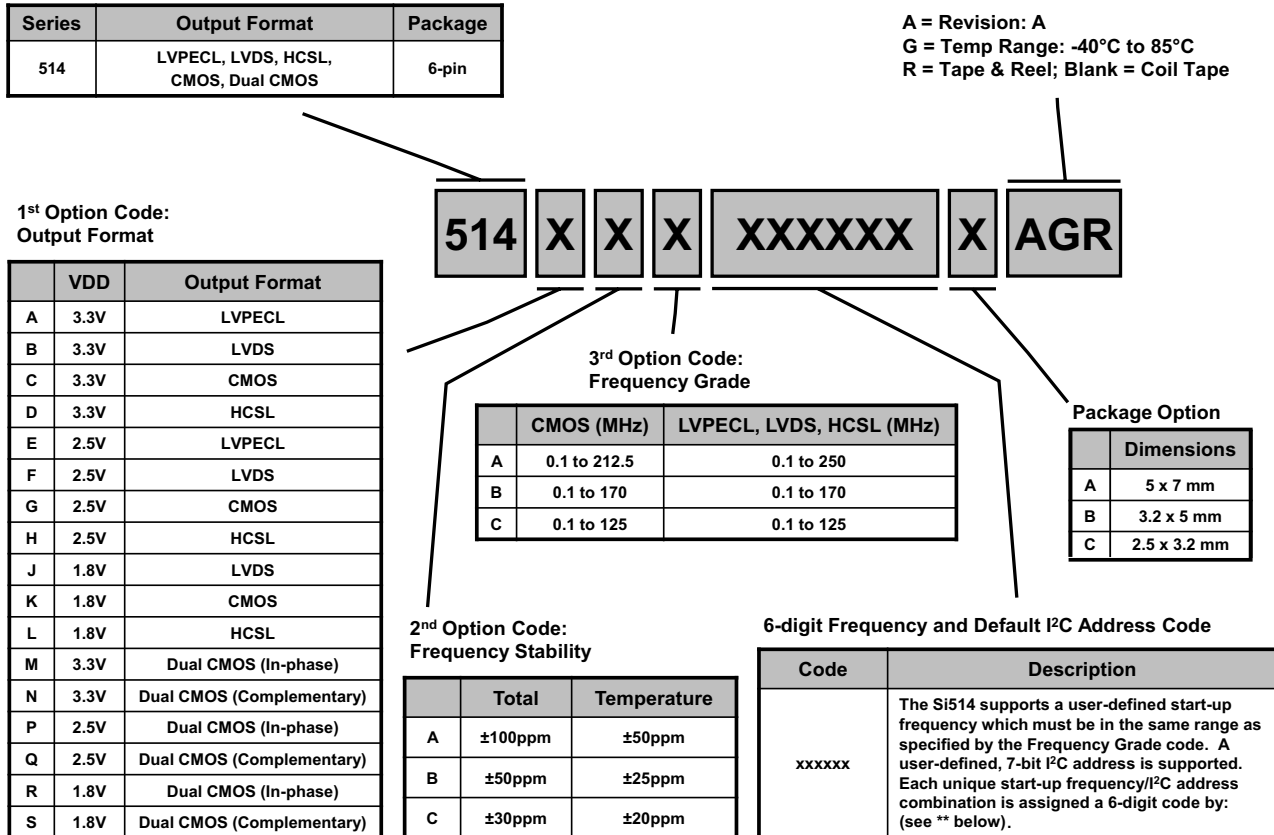 Series Output Format Package
514 LVPECL, LVDS, HCSL, CMOS, Dual CMOS 6-pin
A = Revision: A
G = Temp Range: -40°C to 85°C
R = Tape & Reel; Blank = Coil Tape
514 X X X XXXXXX X AGR
1st Option Code:
Output Format
VDD Output Format
A 3.3V LVPECL
B 3.3V LVDS
C 3.3V CMOS
D 3.3V HCSL
E 2.5V LVPECL
F 2.5V LVDS
G 2.5V CMOS
H 2.5V HCSL
J 1.8V LVDS
K 1.8V CMOS
L 1.8V HCSL
M 3.3V Dual CMOS (In-phase)
N 3.3V Dual CMOS (Complementary)
P 2.5V Dual CMOS (In-phase)
Q 2.5V Dual CMOS (Complementary)
R 1.8V Dual CMOS (In-phase)
S 1.8V Dual CMOS (Complementary)
3rd Option Code:
Frequency Grade
CMOS (MHz) LVPECL, LVDS, HCSL (MHz)
A 0.1 to 212.5 0.1 to 250
B 0.1 to 170 0.1 to 170
C 0.1 to 125 0.1 to 125
Package Option
Dimensions
A 5 x 7 mm
B 3.2 x 5 mm
C 2.5 x 3.2 mm
2nd Option Code:
Frequency Stability
Total Temperature
A ±100ppm ±50ppm
B ±50ppm ±25ppm
C ±30ppm ±20ppm
6-digit Frequency and Default I²C Address Code
Code Description
xxxxxx
The Si514 supports a user-defined start-up
frequency which must be in the same range as
specified by the Frequency Grade code. A
user-defined, 7-bit I²C address is supported.
Each unique start-up frequency/I²C address
combination is assigned a 6-digit code by:
(see ** below).